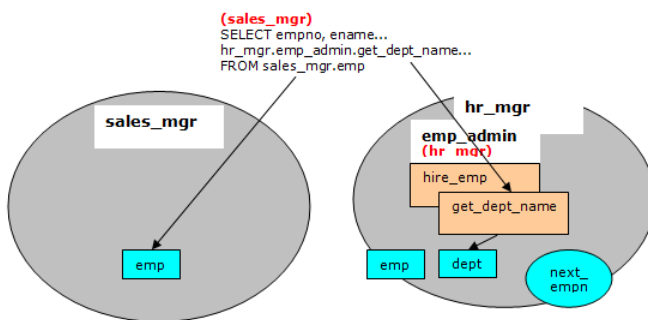 (sales_mgr)
SELECT empno, ename...
hr_mgr.emp_admin.get_dept_name...
FROM sales_mgr.emp
sales_mgr
hr_mgr
emp_admin
(hr_mgr)
hire_emp
get_dept_name
emp
emp
dept
next_
empn